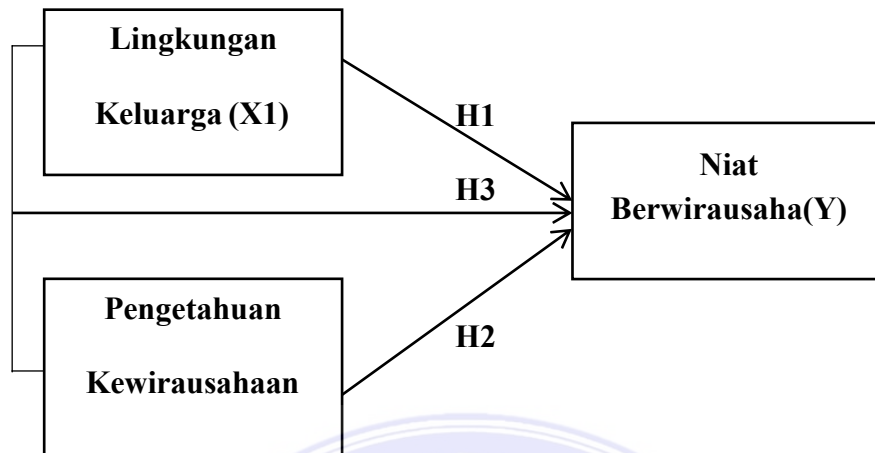 Lingkungan
Keluarga (X1)
H1
Niat
Berwirausaha(Y)
H3
Pengetahuan
Kewirausahaan
H2